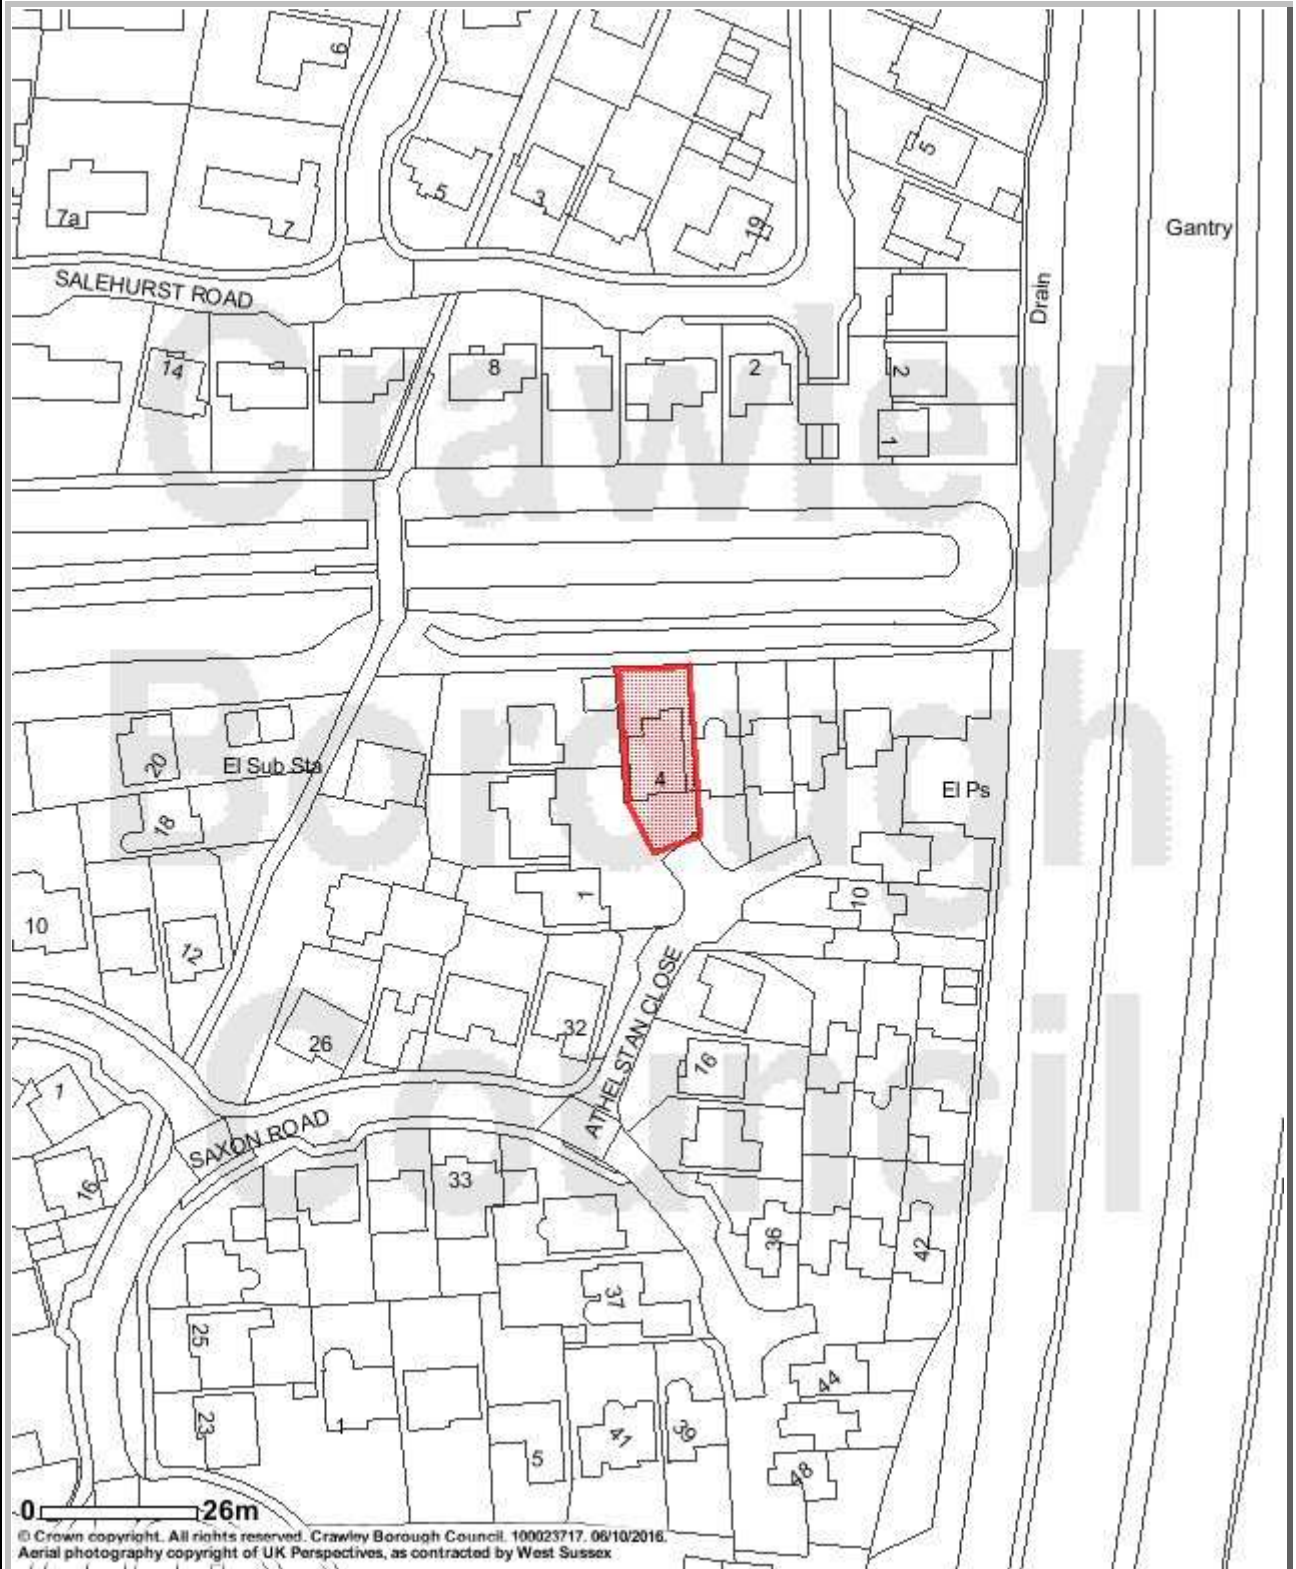 6
5
5
3
19
7a
7
Gantry
SALEHURST ROAD
Drain
14
8
2
2
1
Crawley
Borough
Council
20
El Sub Sta
4
El Ps
18
1
10
10
12
ATHELSTAN CLOSE
26
32
16
1
SAXON ROAD
16
33
36
42
37
25
44
23
1
41
39
5
48
0 26m
© Crown copyright. All rights reserved. Crawley Borough Council. 100023717. 06/10/2016.
Aerial photography copyright of UK Perspectives, as contracted by West Sussex